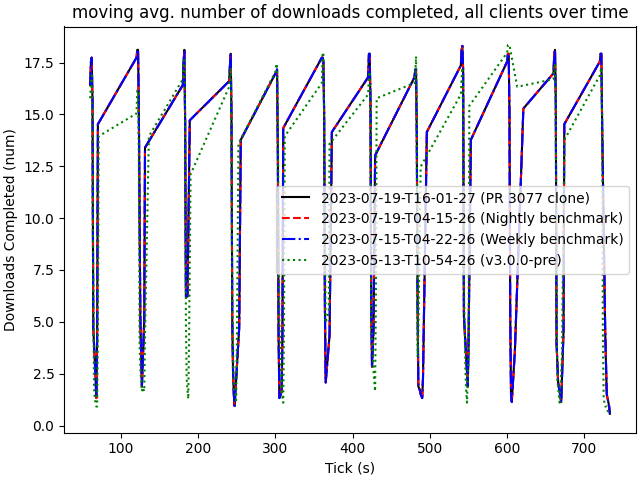 moving avg. number of downloads completed, all clients over time
Downloads Completed (num)
17.5
15.0
12.5
10.0
7.5
5.0
2.5
0.0
2023-07-19-T16-01-27 (PR 3077 clone)
2023-07-19-T04-15-26 (Nightly benchmark)
2023-07-15-T04-22-26 (Weekly benchmark)
2023-05-13-T10-54-26 (v3.0.0-pre)
100 200 300 400 500 600 700
Tick (s)